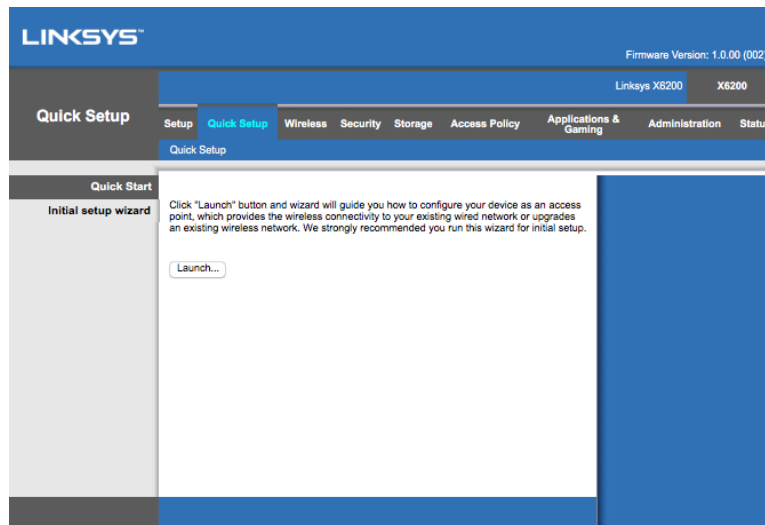 LINKSYS™
Firmware Version: 1.0.00 (002)
Linksys X6200 X6200
Quick Setup
Setup Quick Setup Wireless Security Storage Access Policy Applications & Gaming Administration Statu
Quick Setup
Quick Start
Initial setup wizard
Click "Launch" button and wizard will guide you how to configure your device as an access
point, which provides the wireless connectivity to your existing wired network or upgrades
an existing wireless network. We strongly recommended you run this wizard for initial setup.
Launch...